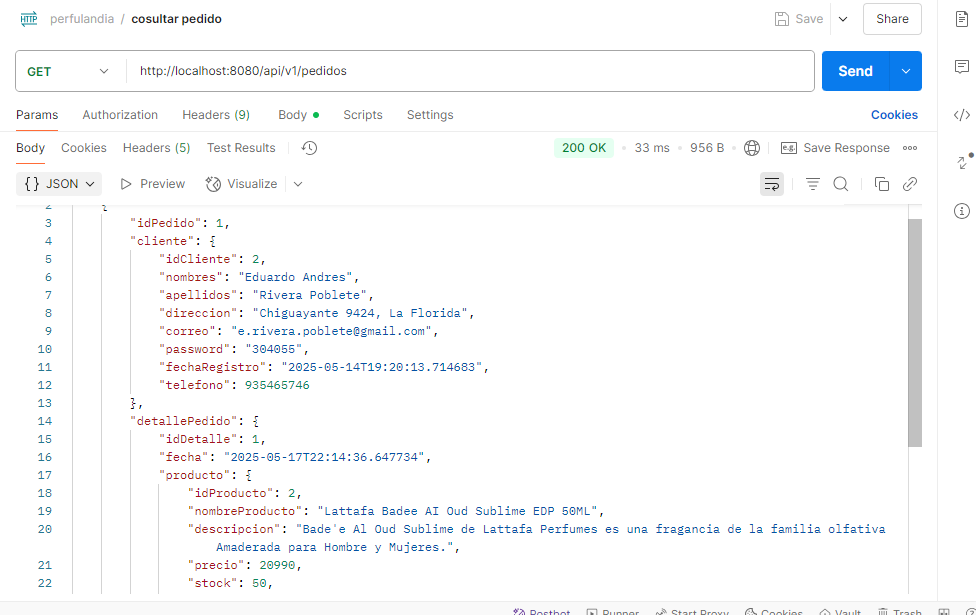 HTTP perfulandia / cosultar pedido Save Share
GET http://localhost:8080/api/v1/pedidos Send
Params Authorization Headers (9) Body Scripts Settings Cookies
Body Cookies Headers (5) Test Results 200 OK 33 ms 956 B e.g. Save Response
{} JSON Preview Visualize
2 {
3 "idPedido": 1,
4 "cliente": {
5 "idCliente": 2,
6 "nombres": "Eduardo Andres",
7 "apellidos": "Rivera Poblete",
8 "direccion": "Chiguayante 9424, La Florida",
9 "correo": "e.rivera.poblete@gmail.com",
10 "password": "304055",
11 "fechaRegistro": "2025-05-14T19:20:13.714683",
12 "telefono": 935465746
13 },
14 "detallePedido": {
15 "idDetalle": 1,
16 "fecha": "2025-05-17T22:14:36.647734",
17 "producto": {
18 "idProducto": 2,
19 "nombreProducto": "Lattafa Badee AI Oud Sublime EDP 50ML",
20 "descripcion": "Bade'e Al Oud Sublime de Lattafa Perfumes es una fragancia de la familia olfativa
Amaderada para Hombre y Mujeres.",
21 "precio": 20990,
22 "stock": 50,
Postbot Runner Start Proxy Cookies Vault Trash